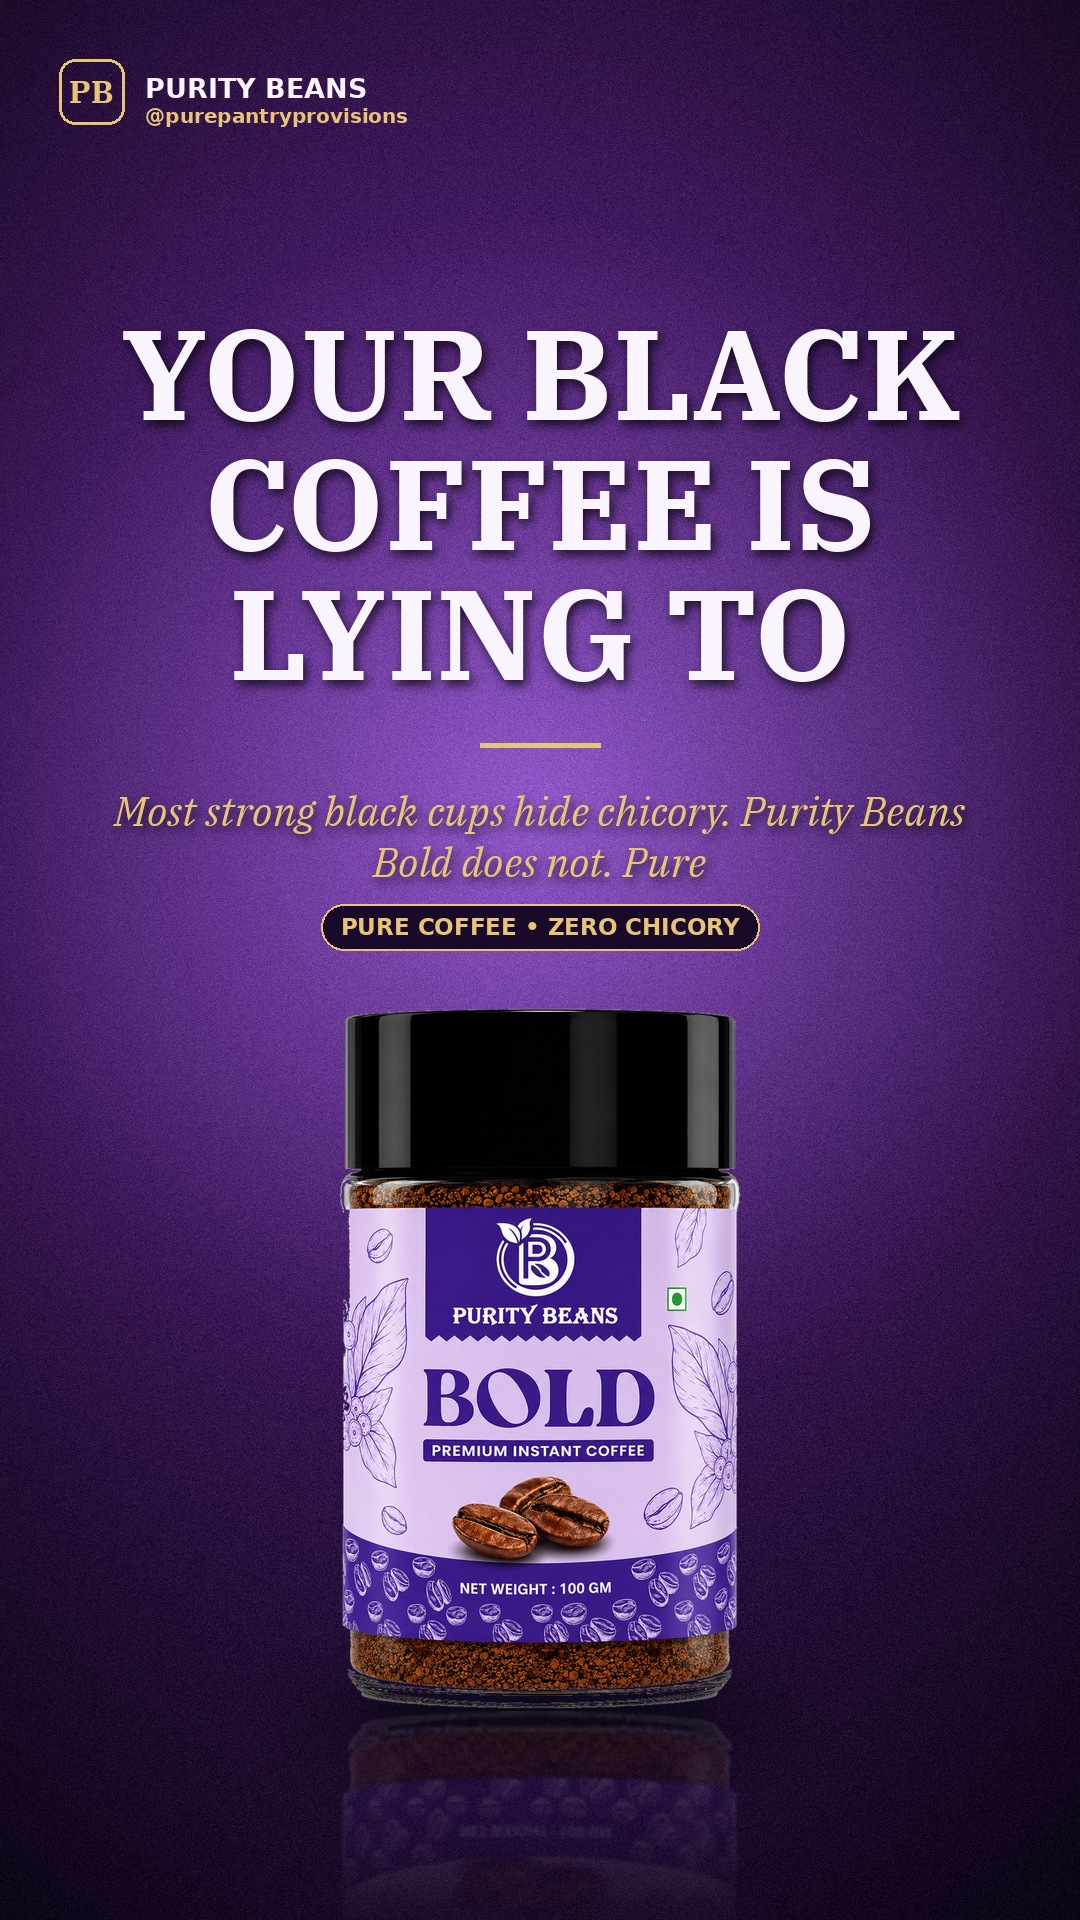 PB
PURITY BEANS
@purepantryprovisions
YOUR BLACK
COFFEE IS
LYING TO
Most strong black cups hide chicory. Purity Beans
Bold does not. Pure
PURE COFFEE • ZERO CHICORY
PURITY BEANS
BOLD
PREMIUM INSTANT COFFEE
NET WEIGHT : 100 GM